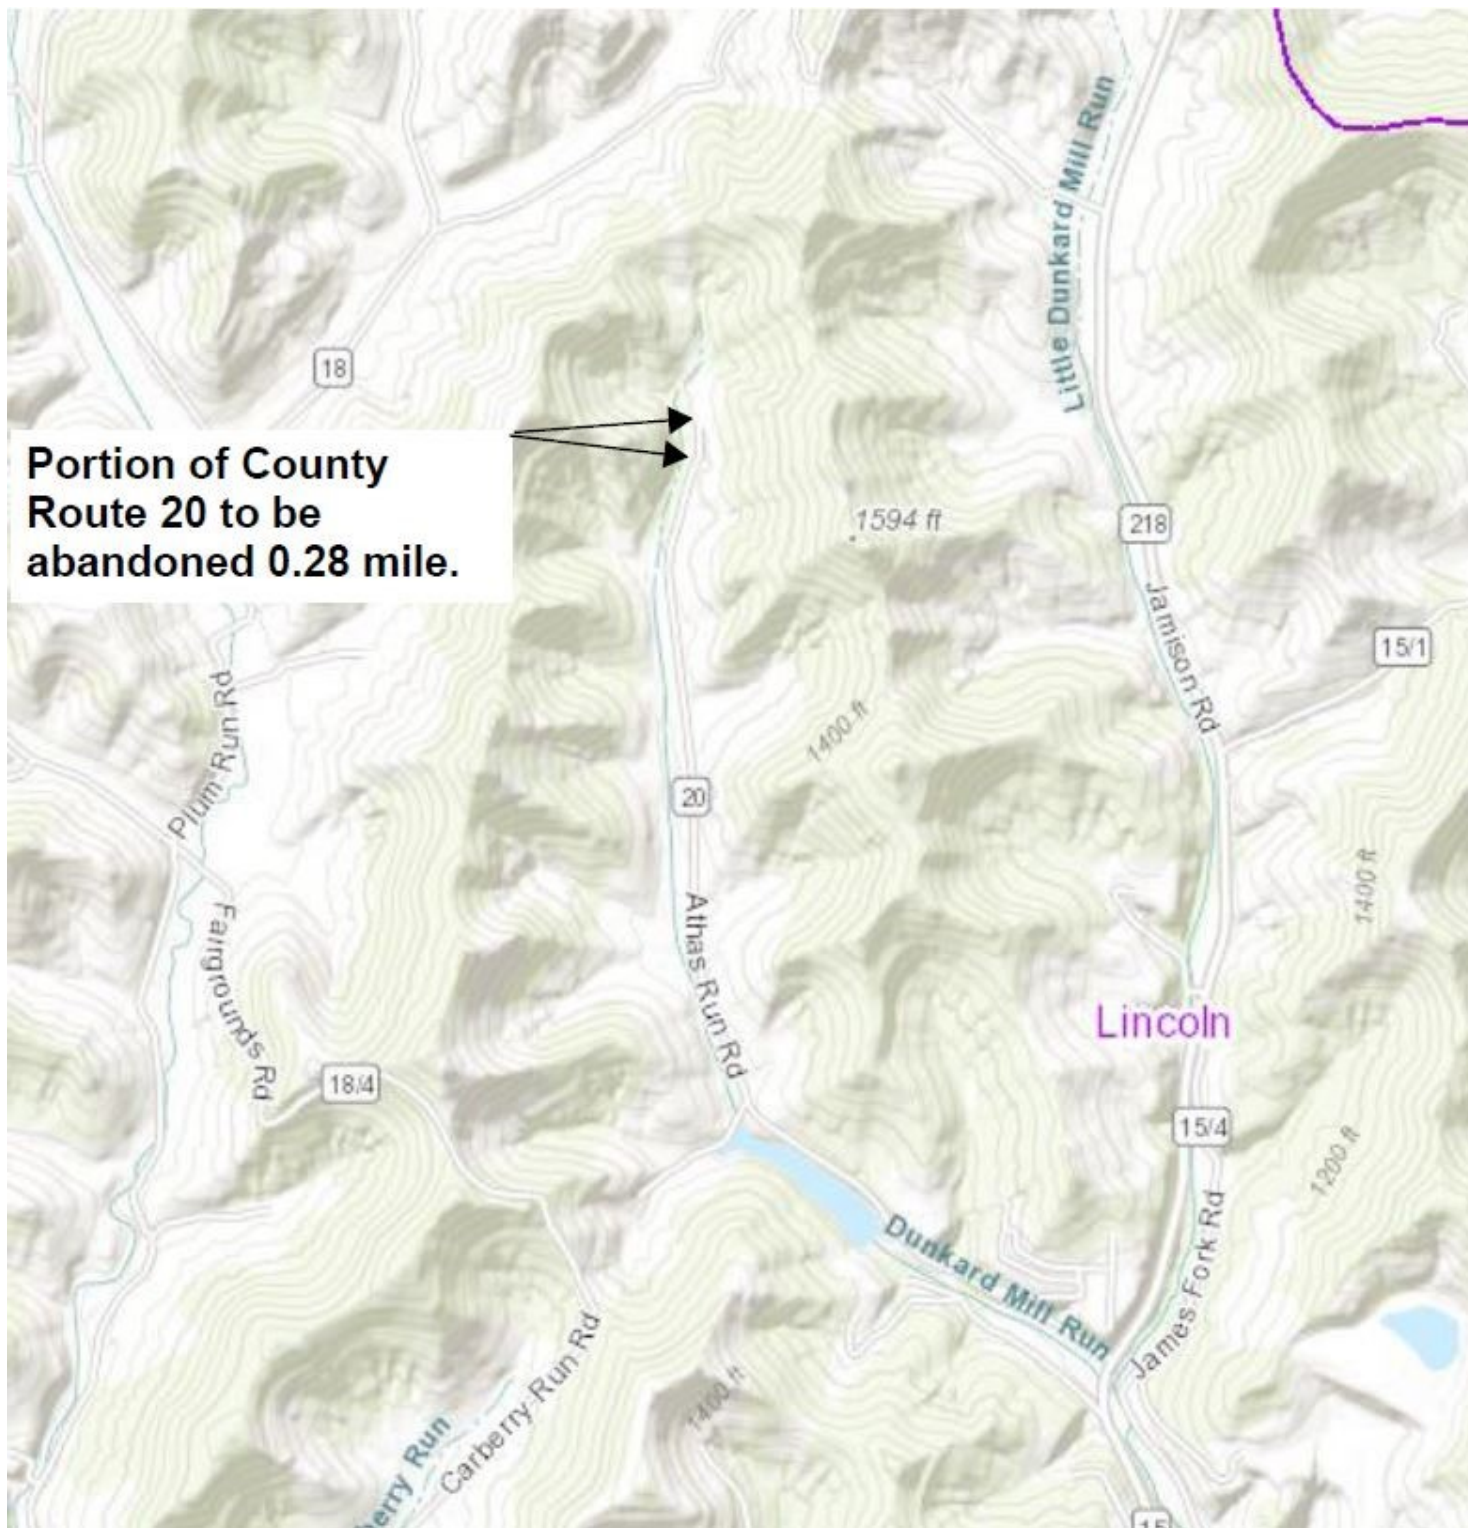 Little Dunkard Mill Run
18
Portion of County
Route 20 to be
abandoned 0.28 mile.
1594 ft
218
Jamison Rd
15/1
Plum Run Rd
1400 ft
20
1400 ft
Athas Run Rd
Fairgrounds Rd
Lincoln
18/4
15/4
1200 ft
Dunkard Mill Run
James Fork Rd
Carberry Run Rd
1400 ft
berry Run
15